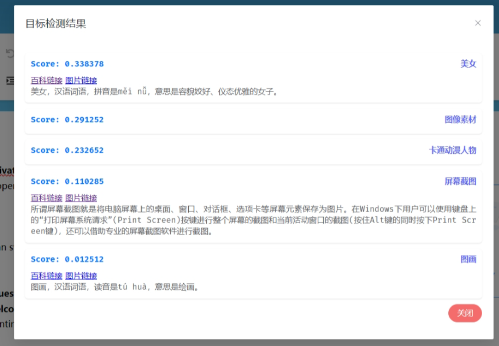 目标检测结果
Score: 0.338378
美女
百科链接 图片链接
美女，汉语词语，拼音是měi nǚ，意思是容貌姣好、仪态优雅的女子。
Score: 0.291252
图像素材
Score: 0.232652
卡通动漫人物
Score: 0.110285
屏幕截图
百科链接 图片链接
所谓屏幕截图就是将电脑屏幕上的桌面、窗口、对话框、选项卡等屏幕元素保存为图片。在Windows下用户可以使用键盘上
的“打印屏幕系统请求”(Print Screen)按键进行整个屏幕的截图和当前活动窗口的截图(按住Alt键的同时按下Print Scr
een键)，还可以借助专业的屏幕截图软件进行截图。
Score: 0.012512
图画
百科链接 图片链接
图画，汉语词语，读音是tú huà，意思是绘画。
关闭